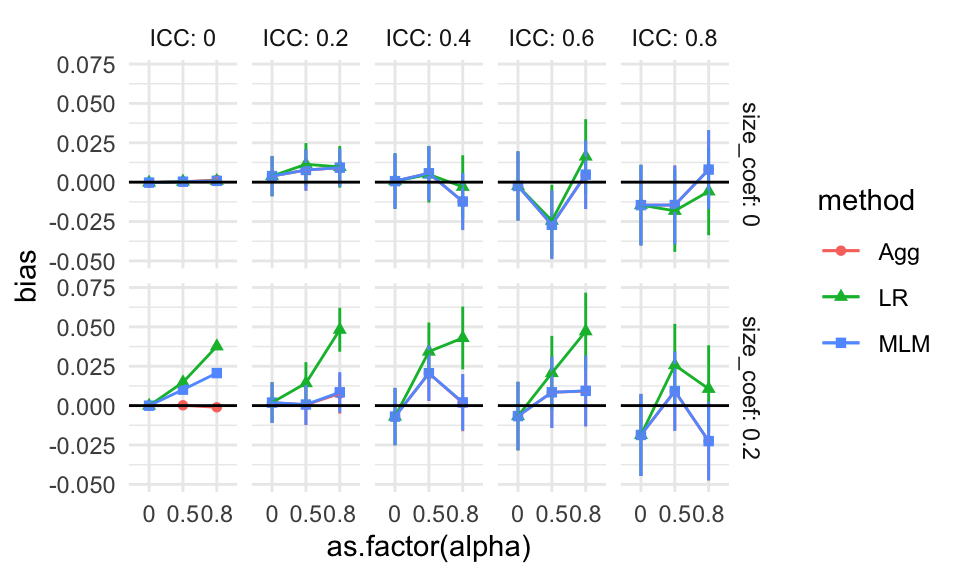 ICC: 0 ICC: 0.2 ICC: 0.4 ICC: 0.6 ICC: 0.8
0.075
0.050
0.025
0.000
-0.025
-0.050
size_coef: 0
0.075
0.050
0.025
0.000
-0.025
-0.050
size_coef: 0.2
bias
0 0.50.8 0 0.50.8 0 0.50.8 0 0.50.8 0 0.50.8
as.factor(alpha)
method
Agg
LR
MLM